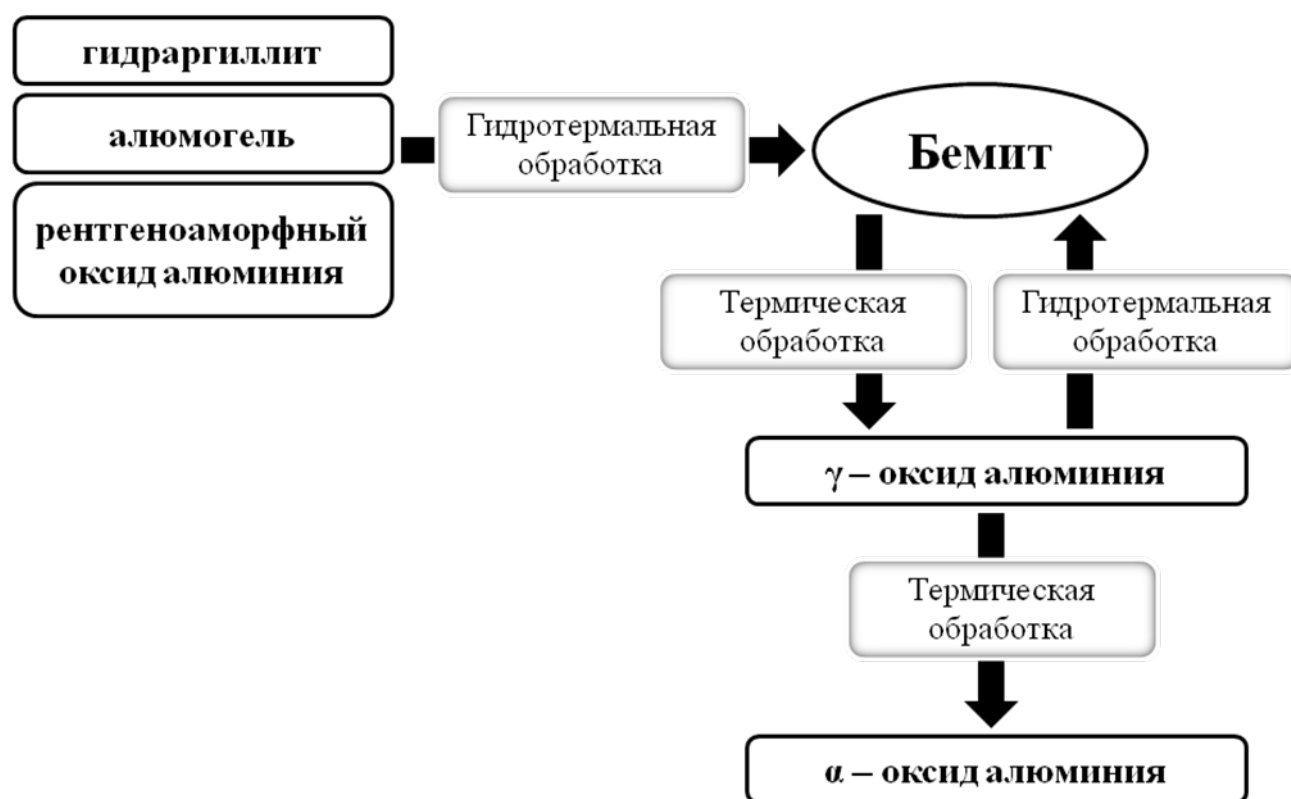 гидраргиллит
алюмогель
рентгеноаморфный
оксид алюминия
Гидротермальная
обработка
Бемит
Термическая
обработка
Гидротермальная
обработка
γ – оксид алюминия
Термическая
обработка
α – оксид алюминия